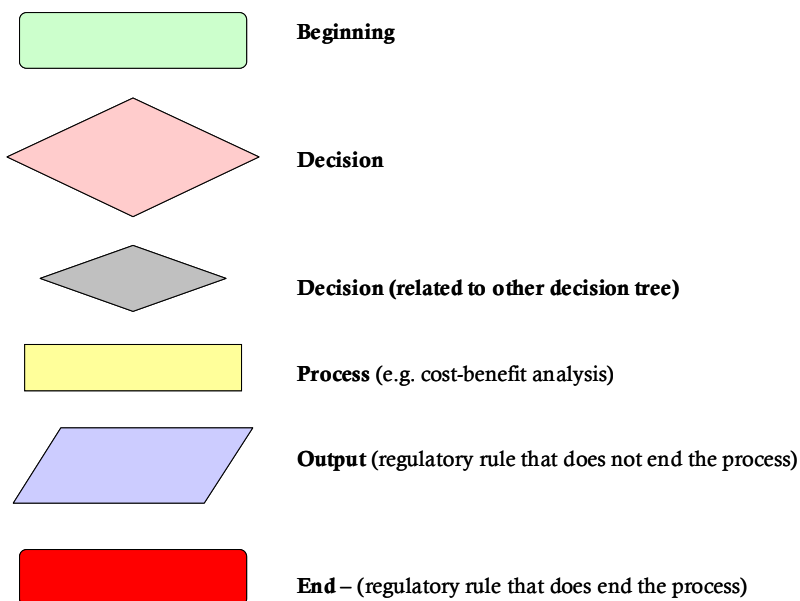 Beginning
Decision
Decision (related to other decision tree)
Process (e.g. cost-benefit analysis)
Output (regulatory rule that does not end the process)
End – (regulatory rule that does end the process)